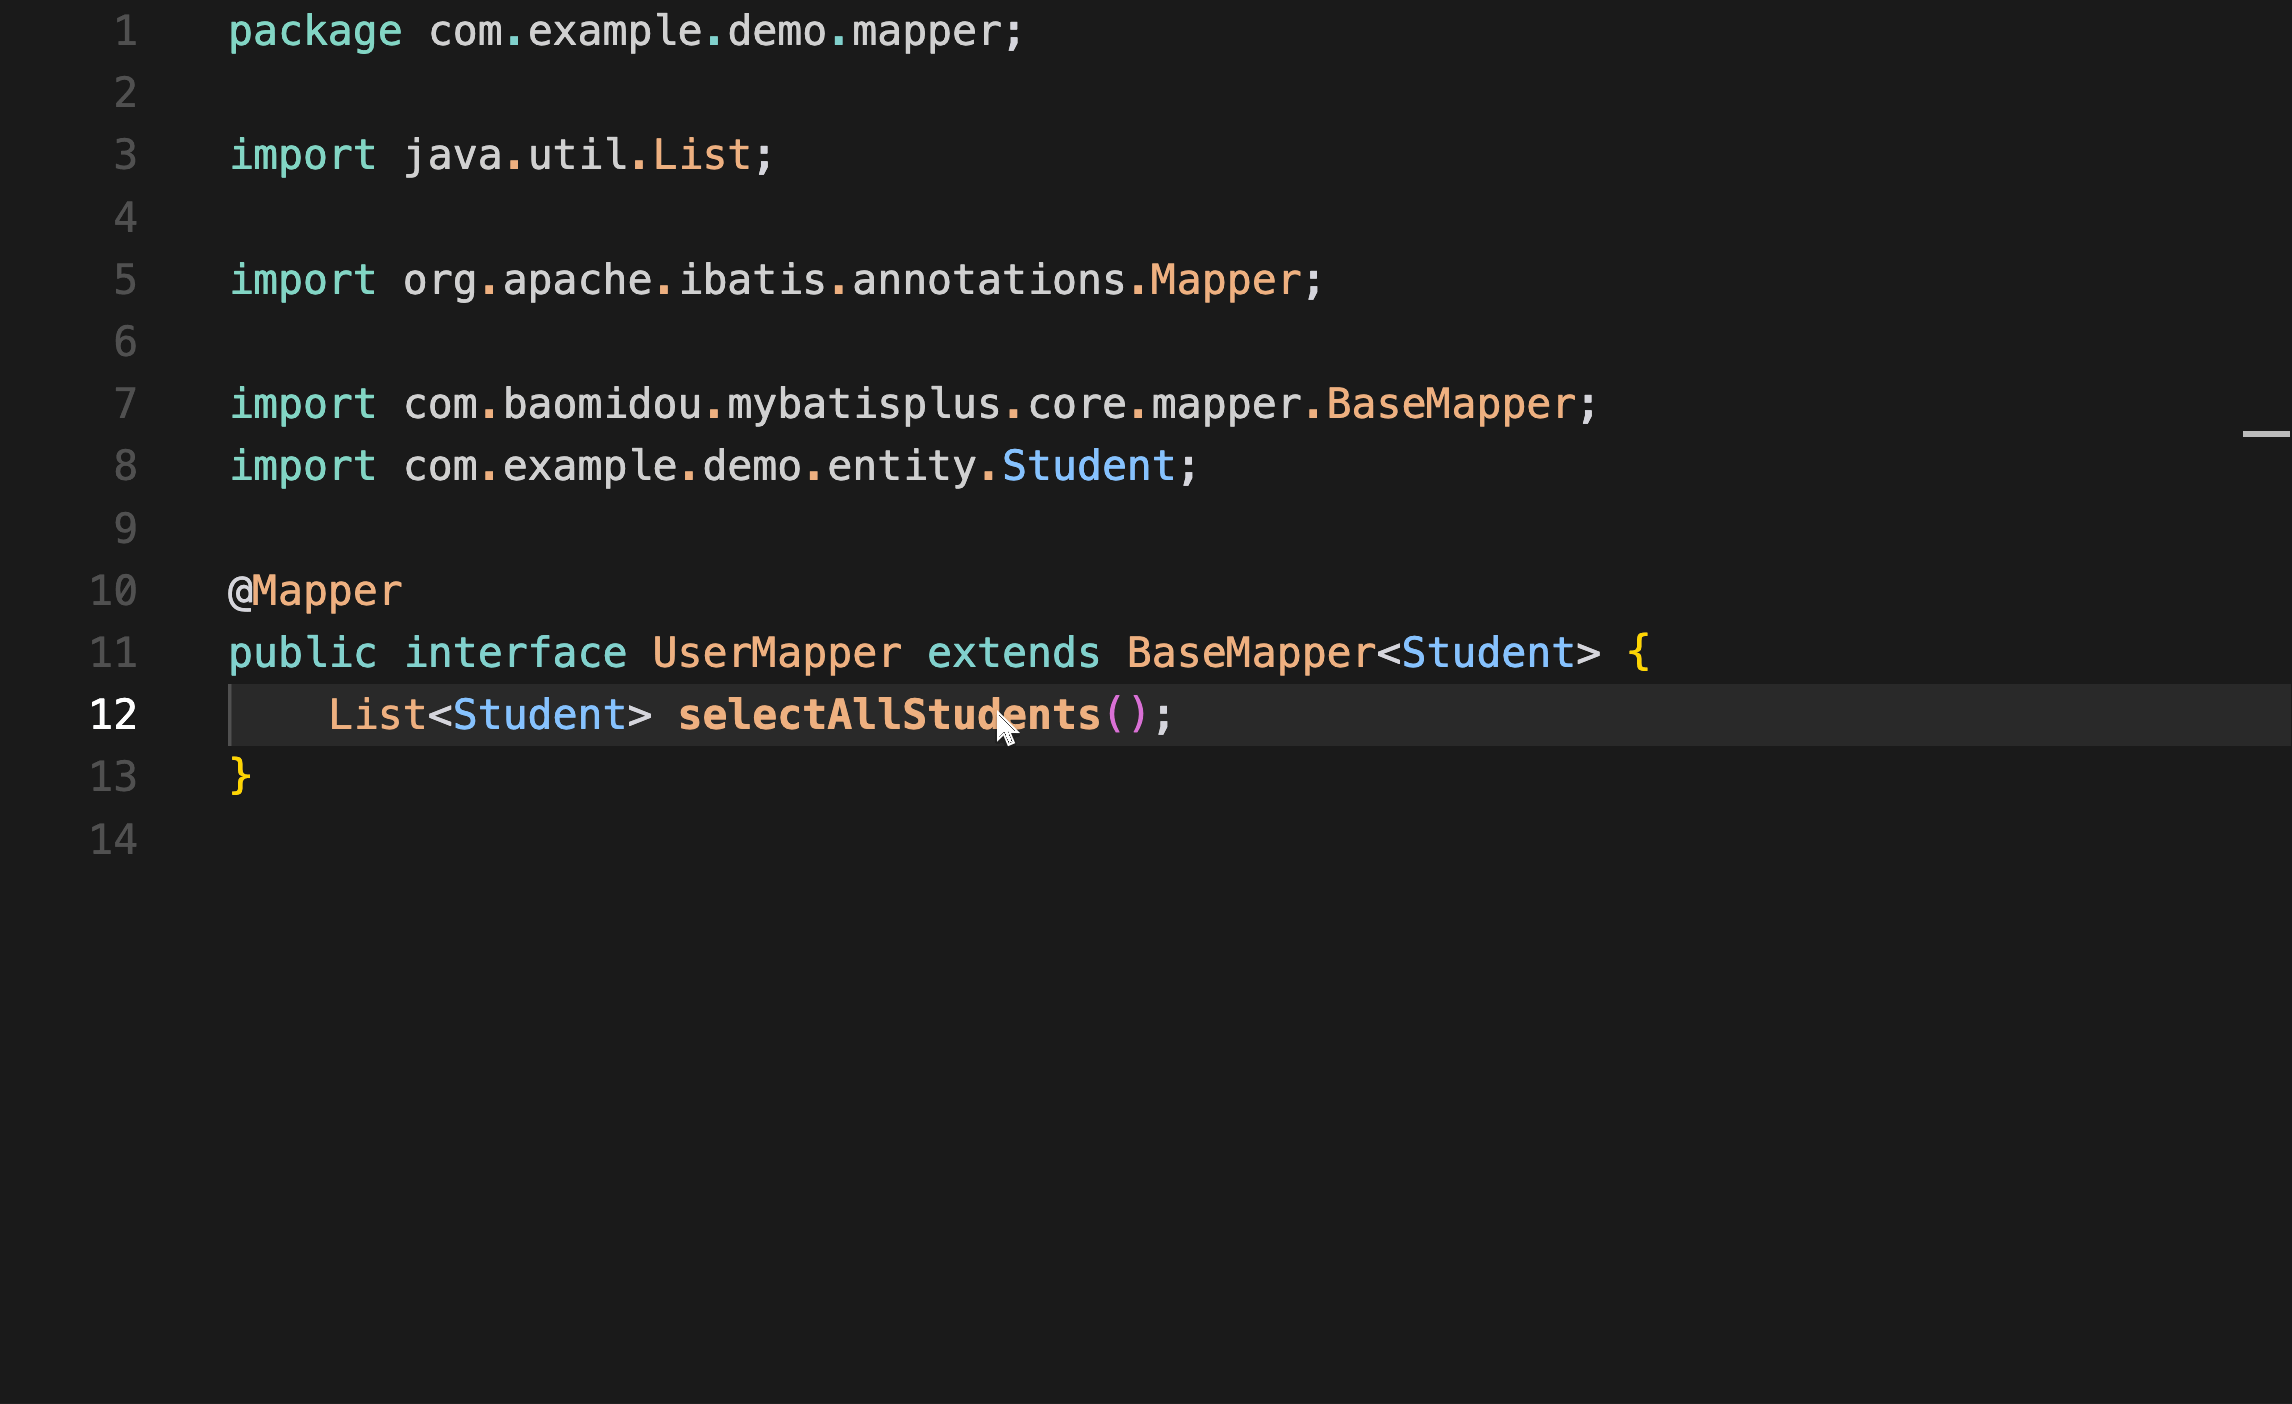 1 package com.example.demo.mapper;
2
3 import java.util.List;
4
5 import org.apache.ibatis.annotations.Mapper;
6
7 import com.baomidou.mybatisplus.core.mapper.BaseMapper;
8 import com.example.demo.entity.Student;
9
10 @Mapper
11 public interface UserMapper extends BaseMapper<Student> {
12     List<Student> selectAllStudents();
13 }
14